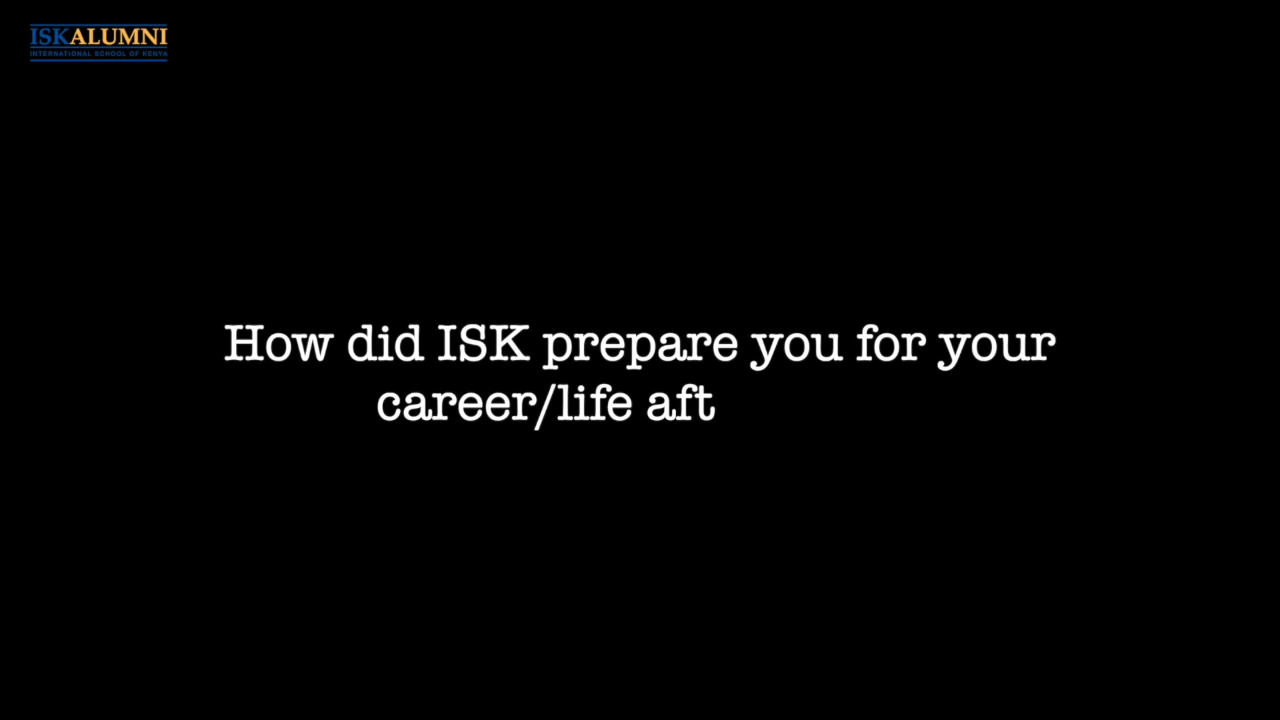 ISKALUMNI
INTERNATIONAL SCHOOL OF KENYA
How did ISK prepare you for your
career/life aft